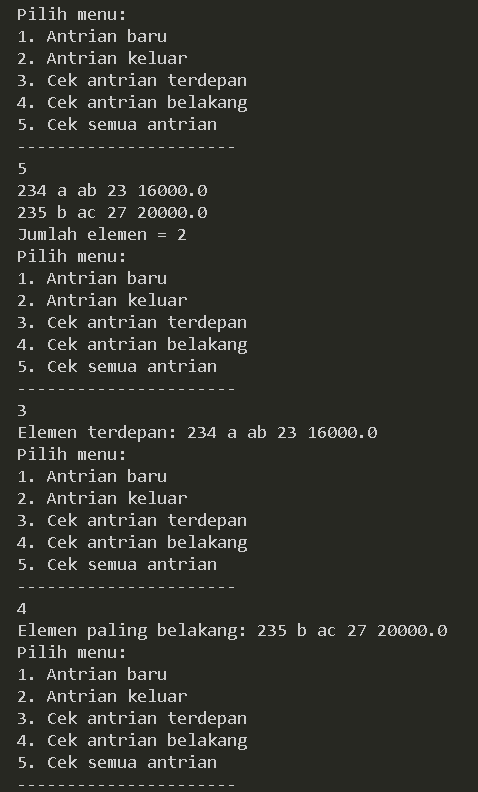 Pilih menu:
1. Antrian baru
2. Antrian keluar
3. Cek antrian terdepan
4. Cek antrian belakang
5. Cek semua antrian
----------------------
5
234 a ab 23 16000.0
235 b ac 27 20000.0
Jumlah elemen = 2
Pilih menu:
1. Antrian baru
2. Antrian keluar
3. Cek antrian terdepan
4. Cek antrian belakang
5. Cek semua antrian
----------------------
3
Elemen terdepan: 234 a ab 23 16000.0
Pilih menu:
1. Antrian baru
2. Antrian keluar
3. Cek antrian terdepan
4. Cek antrian belakang
5. Cek semua antrian
----------------------
4
Elemen paling belakang: 235 b ac 27 20000.0
Pilih menu:
1. Antrian baru
2. Antrian keluar
3. Cek antrian terdepan
4. Cek antrian belakang
5. Cek semua antrian
----------------------